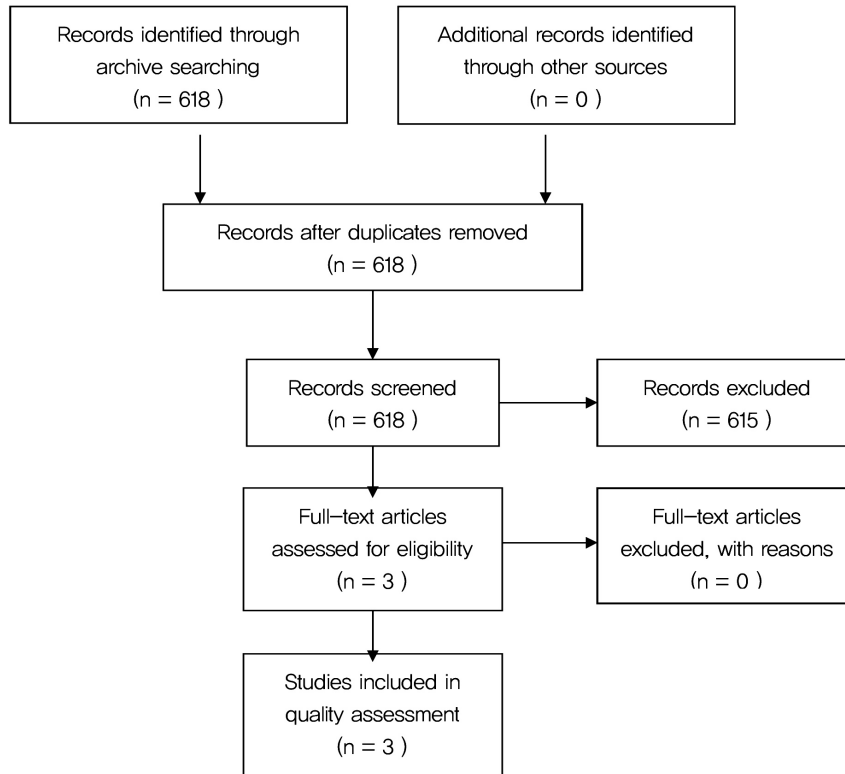 Records identified through
archive searching
(n = 618 )
Additional records identified
through other sources
(n = 0 )
Records after duplicates removed
(n = 618 )
Records screened
(n = 618 )
Records excluded
(n = 615 )
Full-text articles
assessed for eligibility
(n = 3 )
Full-text articles
excluded, with reasons
(n = 0 )
Studies included in
quality assessment
(n = 3 )